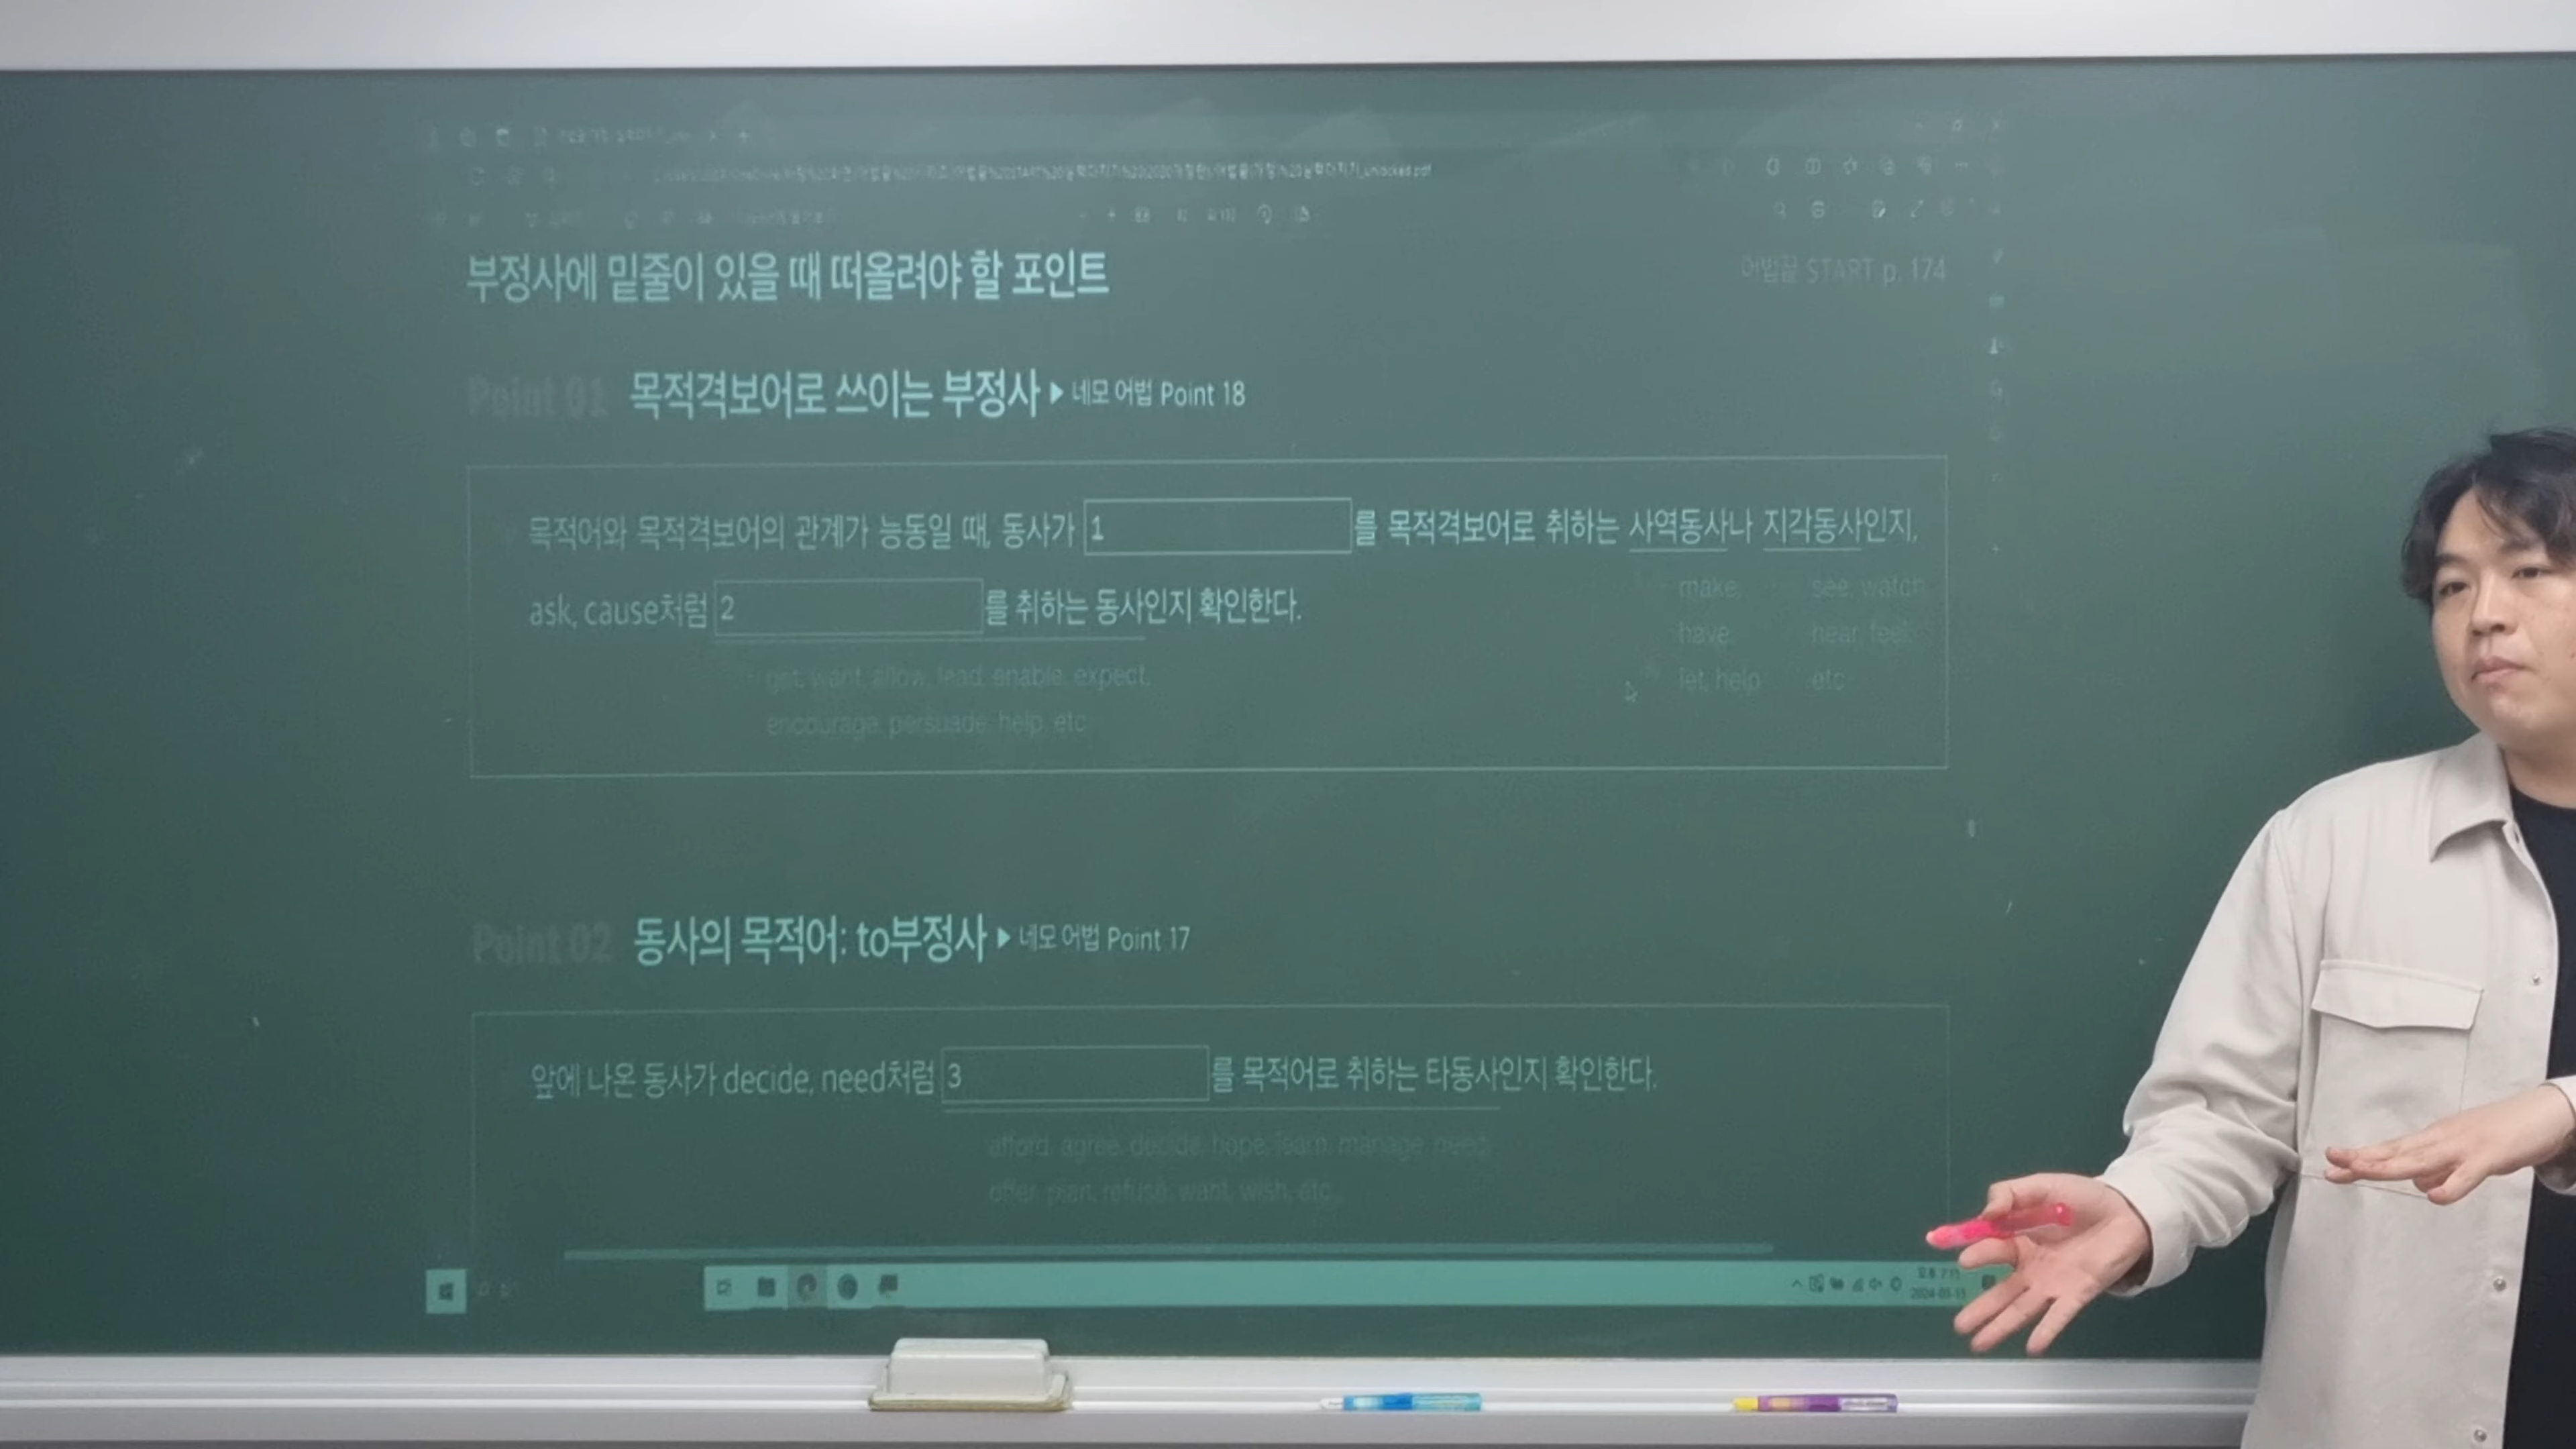 부정사에 밑줄이 있을 때 떠올려야 할 포인트
어법끝 START p. 174
Point 01 목적격보어로 쓰이는 부정사 ▶ 네모 어법 Point 18
목적어와 목적격보어의 관계가 능동일 때, 동사가 1 를 목적격보어로 취하는 사역동사나 지각동사인지,
make, see, watch,
ask, cause처럼 2 를 취하는 동사인지 확인한다.
have, hear, feel,
get, want, allow, lead, enable, expect,
let, help etc.
encourage, persuade, help, etc.
Point 02 동사의 목적어: to부정사 ▶ 네모 어법 Point 17
앞에 나온 동사가 decide, need처럼 3 를 목적어로 취하는 타동사인지 확인한다.
afford, agree, decide, hope, learn, manage, need,
offer, plan, refuse, want, wish, etc.